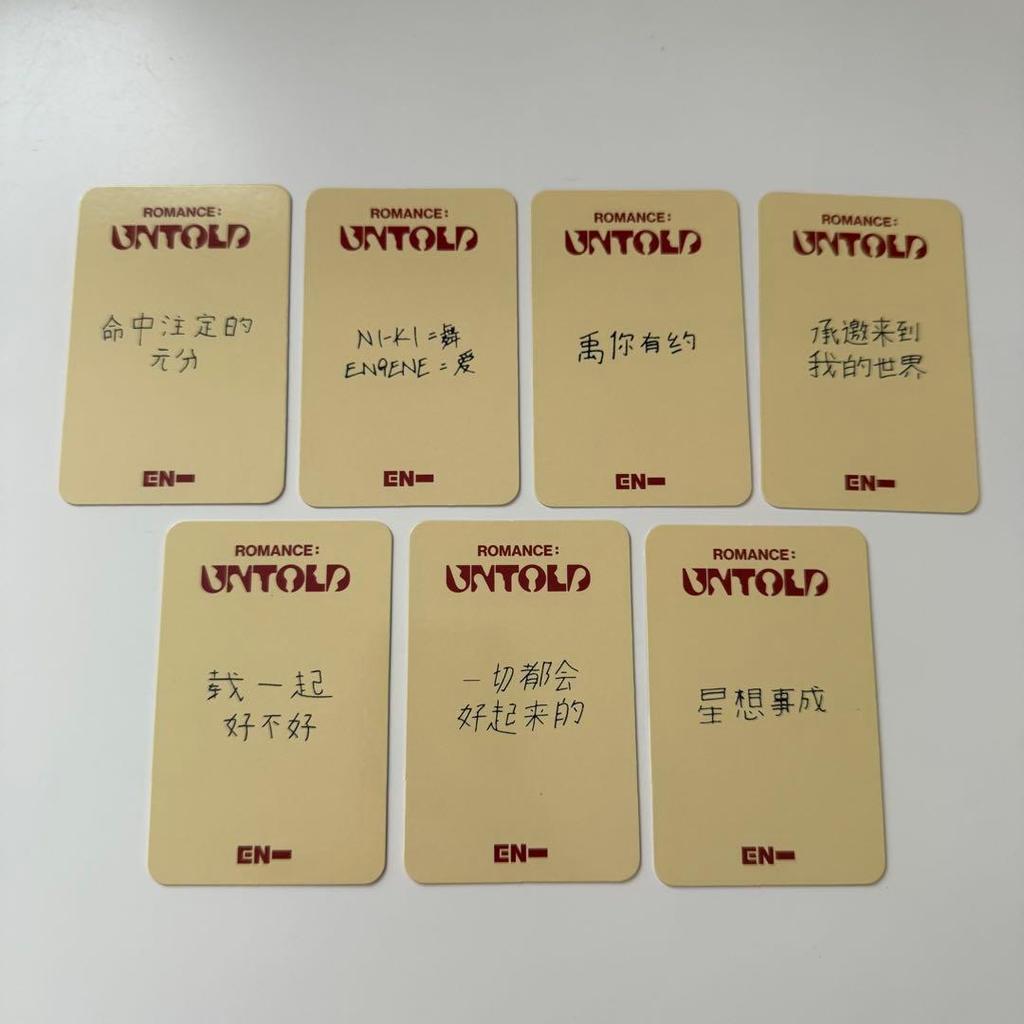 ROMANCE:
UNTOLD
命中注定的
元分
EN-
ROMANCE:
UNTOLD
NI-KI=舞
ENGENE=爱
EN-
ROMANCE:
UNTOLD
禹你有约
EN-
ROMANCE:
UNTOLD
承邀来到
我的世界
EN-
ROMANCE:
UNTOLD
载一起
好不好
EN-
ROMANCE:
UNTOLD
一切都会
好起来的
EN-
ROMANCE:
UNTOLD
星想事成
EN-